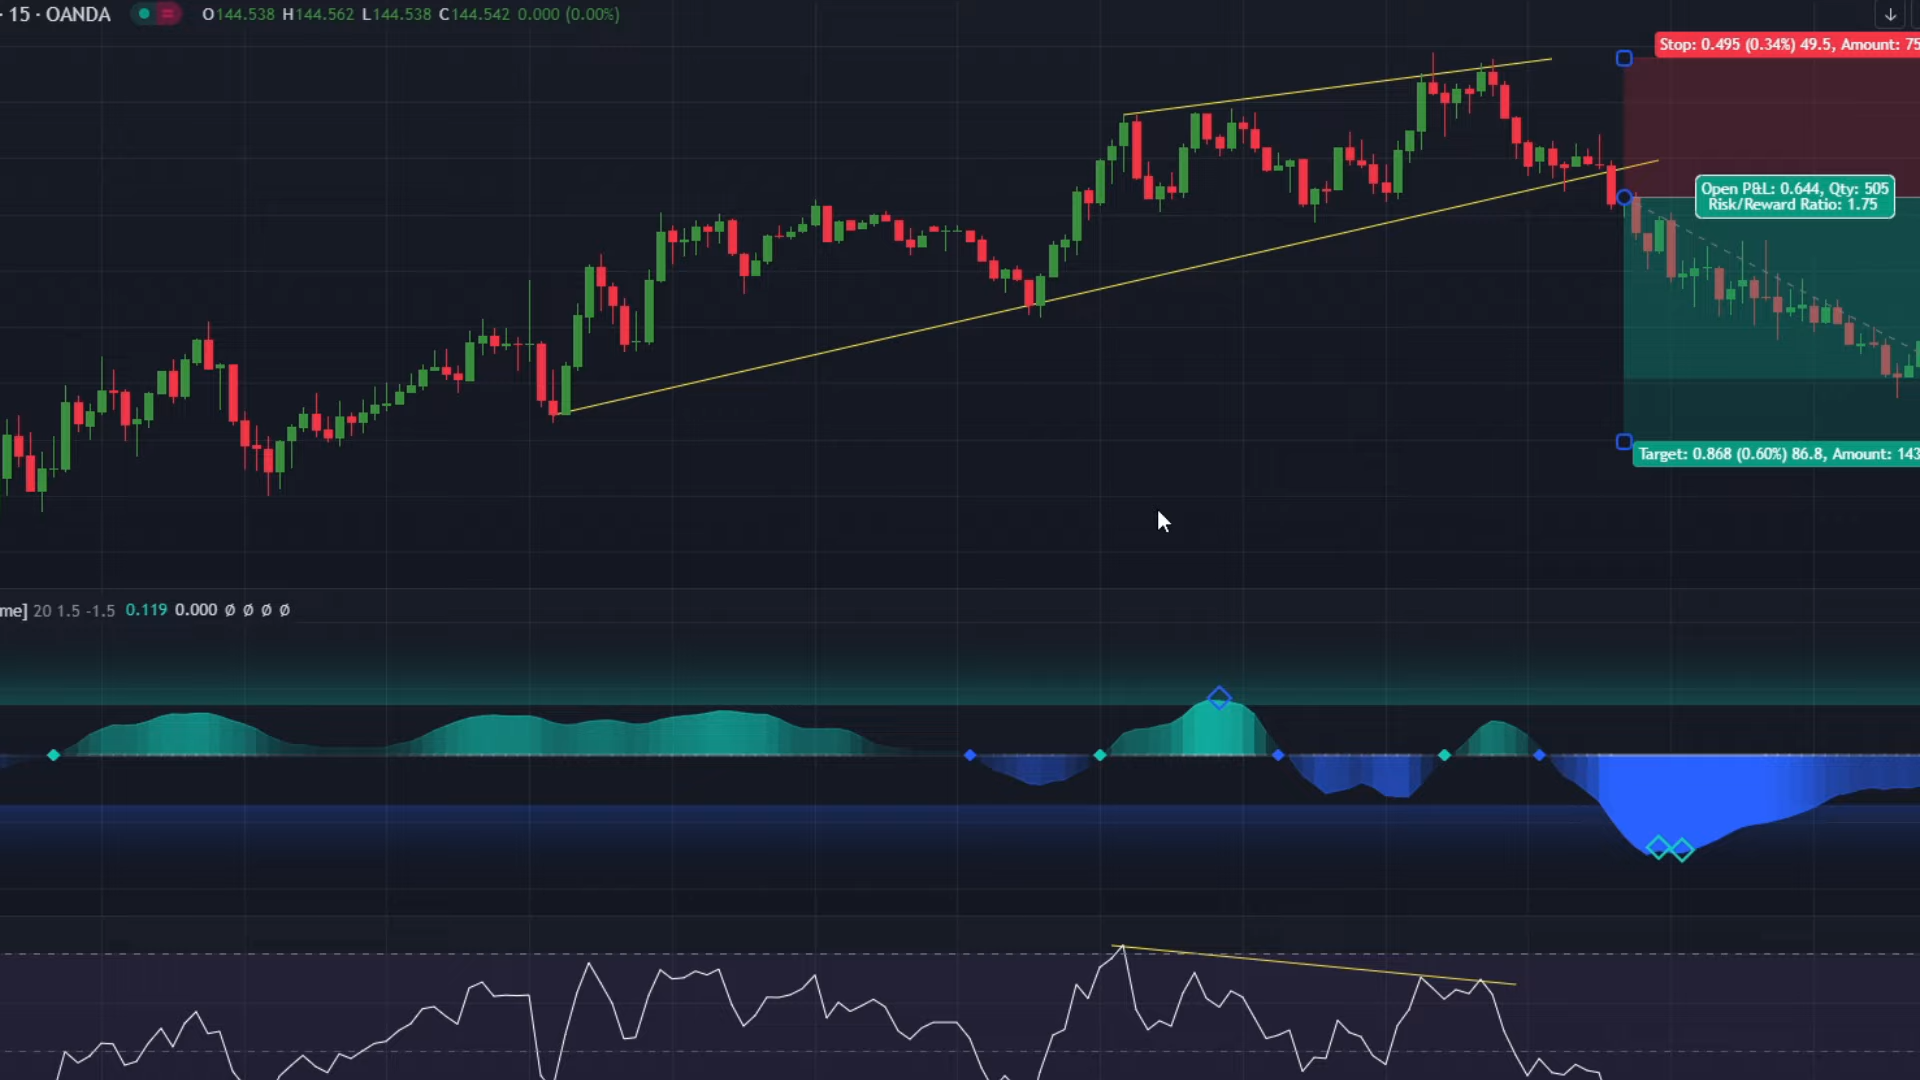 · 15 · OANDA O144.538 H144.562 L144.538 C144.542 0.000 (0.00%)
Stop: 0.495 (0.34%) 49.5, Amount: 75
Open P&L: 0.644, Qty: 505
Risk/Reward Ratio: 1.75
Target: 0.868 (0.60%) 86.8, Amount: 143
me] 20 1.5 -1.5 0.119 0.000 Ø Ø Ø Ø